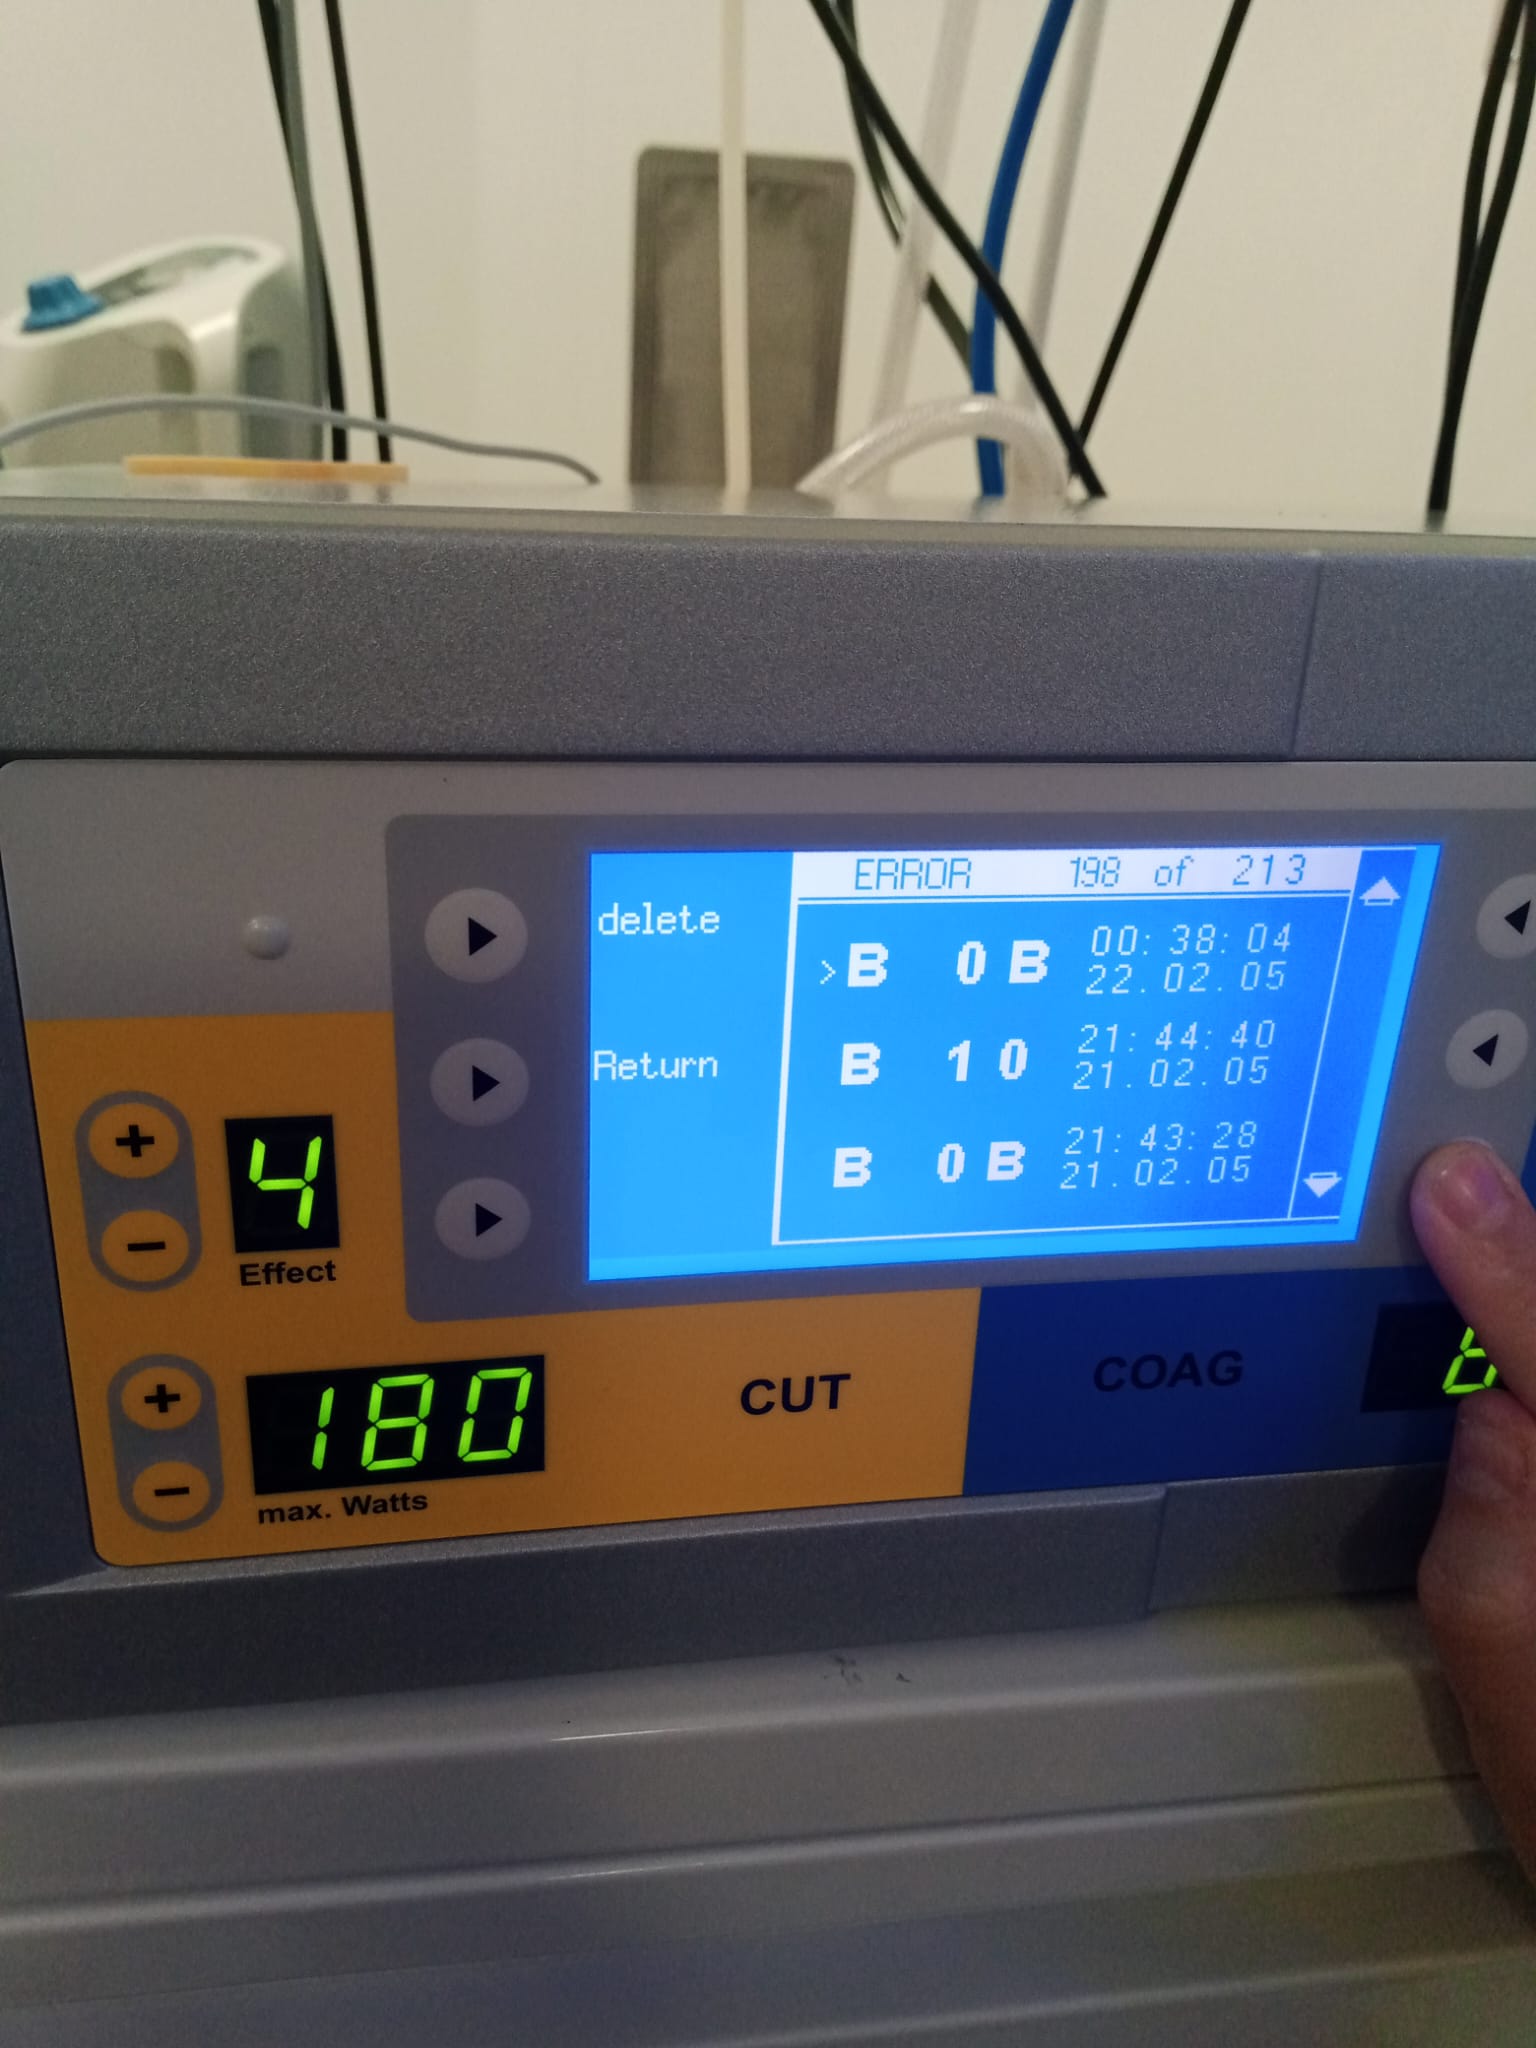 ERROR 198 of 213
delete
>B 0B 00:38:04
22.02.05
Return
B 10 21:44:40
21.02.05
B 0B 21:43:28
21.02.05
+
4
-
Effect
+
180
-
max. Watts
CUT
COAG